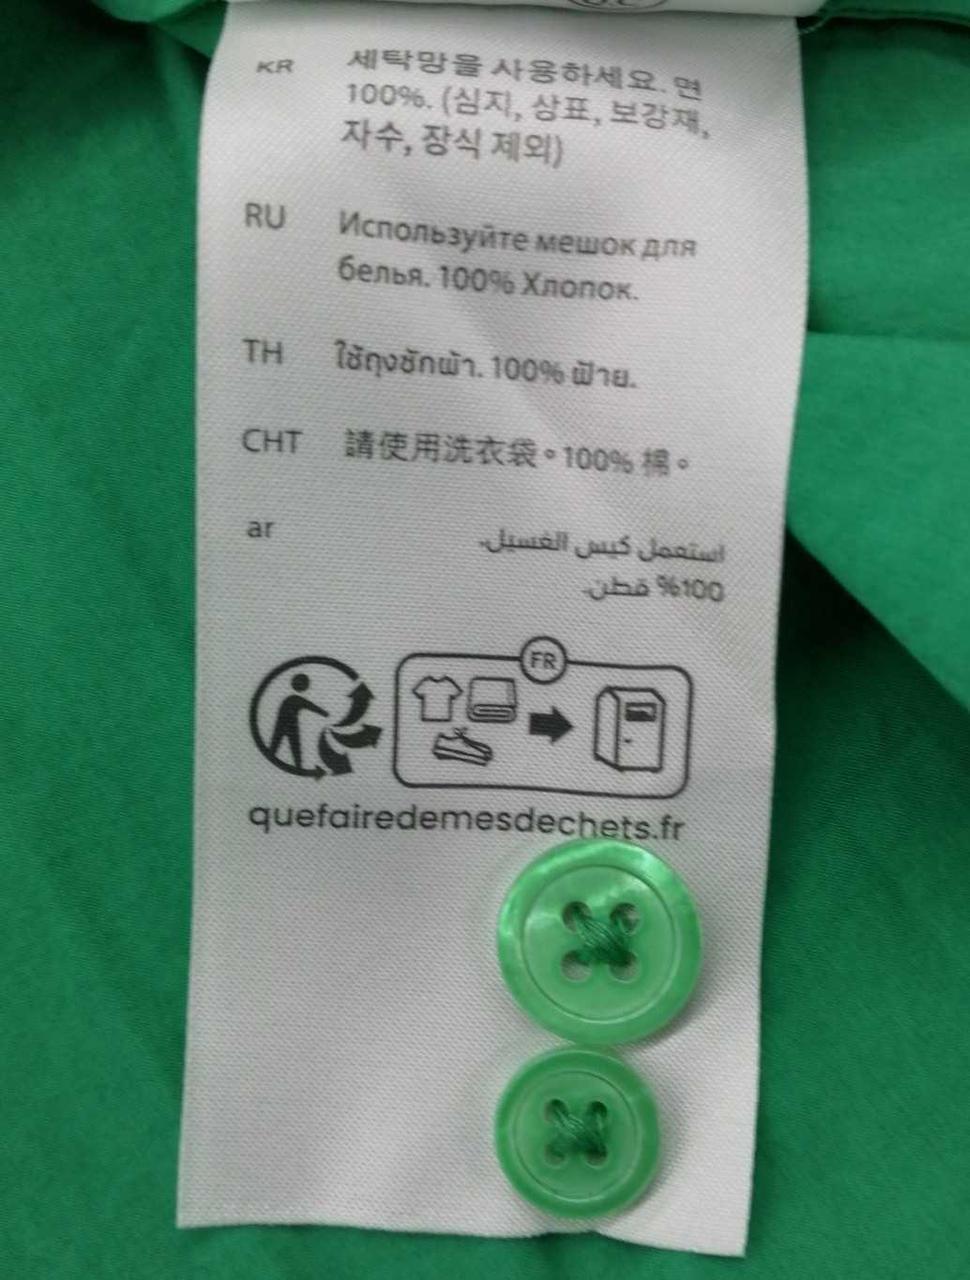 KR 세탁망을 사용하세요. 면
100%. (심지, 상표, 보강재,
자수, 장식 제외)
RU Используйте мешок для
белья. 100% Хлопок.
TH ใช้ถุงซักผ้า. 100% ฝ้าย.
CHT 請使用洗衣袋。100% 棉。
ar استعمل كيس الغسيل.
100% قطن.
FR
quefairedemesdechets.fr